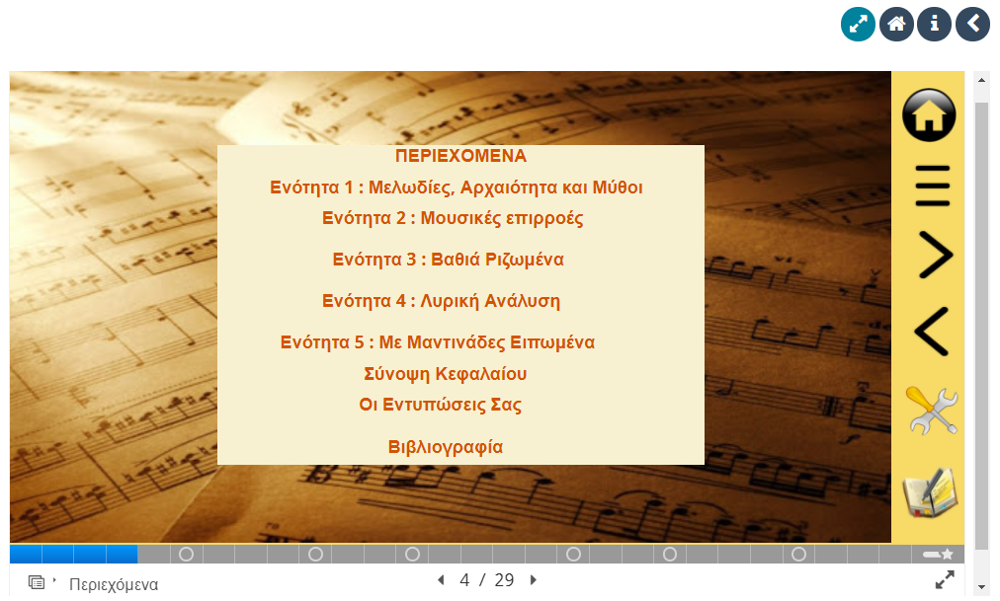 ΠΕΡΙΕΧΟΜΕΝΑ
Ενότητα 1 : Μελωδίες, Αρχαιότητα και Μύθοι
Ενότητα 2 : Μουσικές επιρροές
Ενότητα 3 : Βαθιά Ριζωμένα
Ενότητα 4 : Λυρική Ανάλυση
Ενότητα 5 : Με Μαντινάδες Ειπωμένα
Σύνοψη Κεφαλαίου
Οι Εντυπώσεις Σας
Βιβλιογραφία
Περιεχόμενα
4 / 29